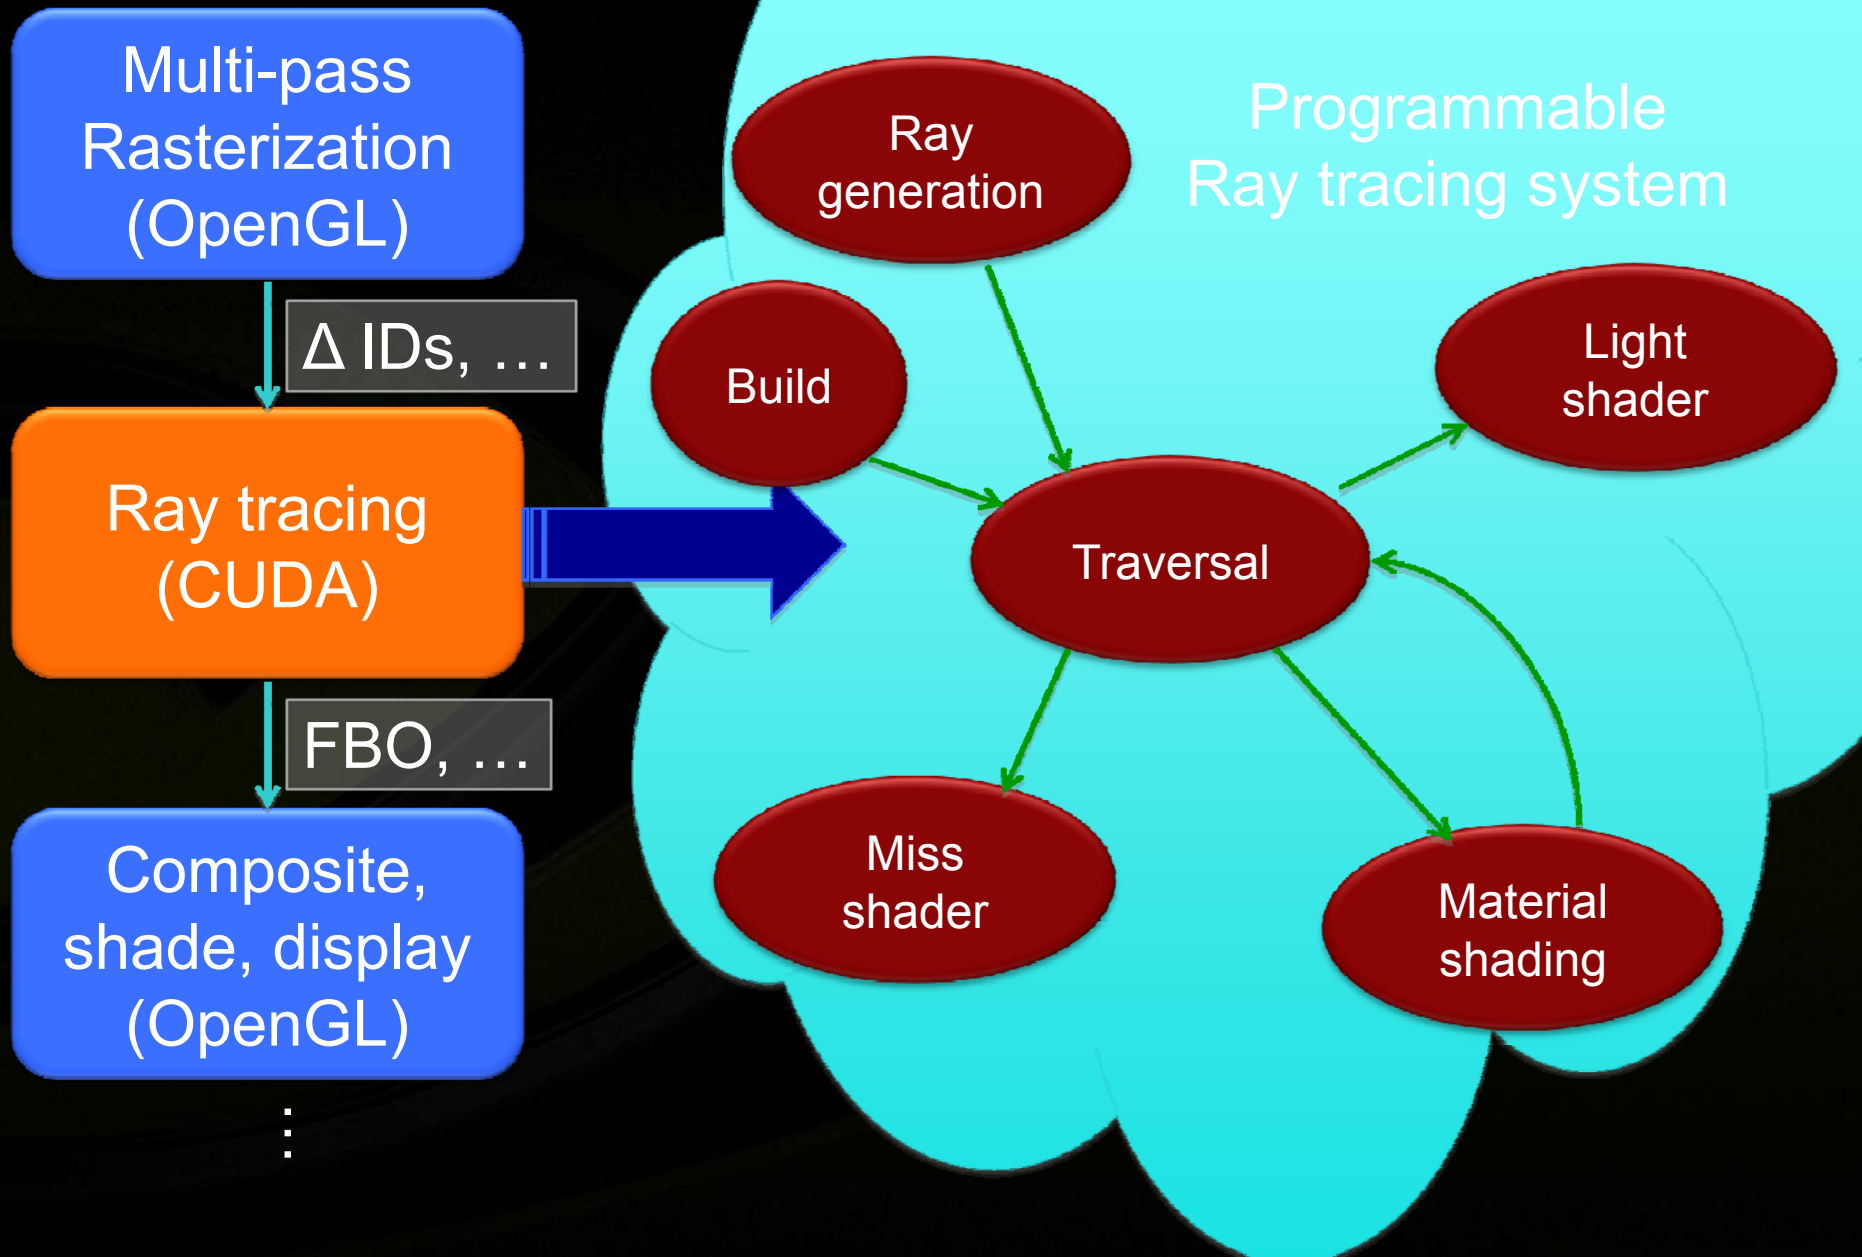 Multi-pass
Rasterization
(OpenGL)
Δ IDs, …
Ray tracing
(CUDA)
FBO, …
Composite,
shade, display
(OpenGL)
⋮
Programmable
Ray tracing system
Ray
generation
Build
Light
shader
Traversal
Miss
shader
Material
shading